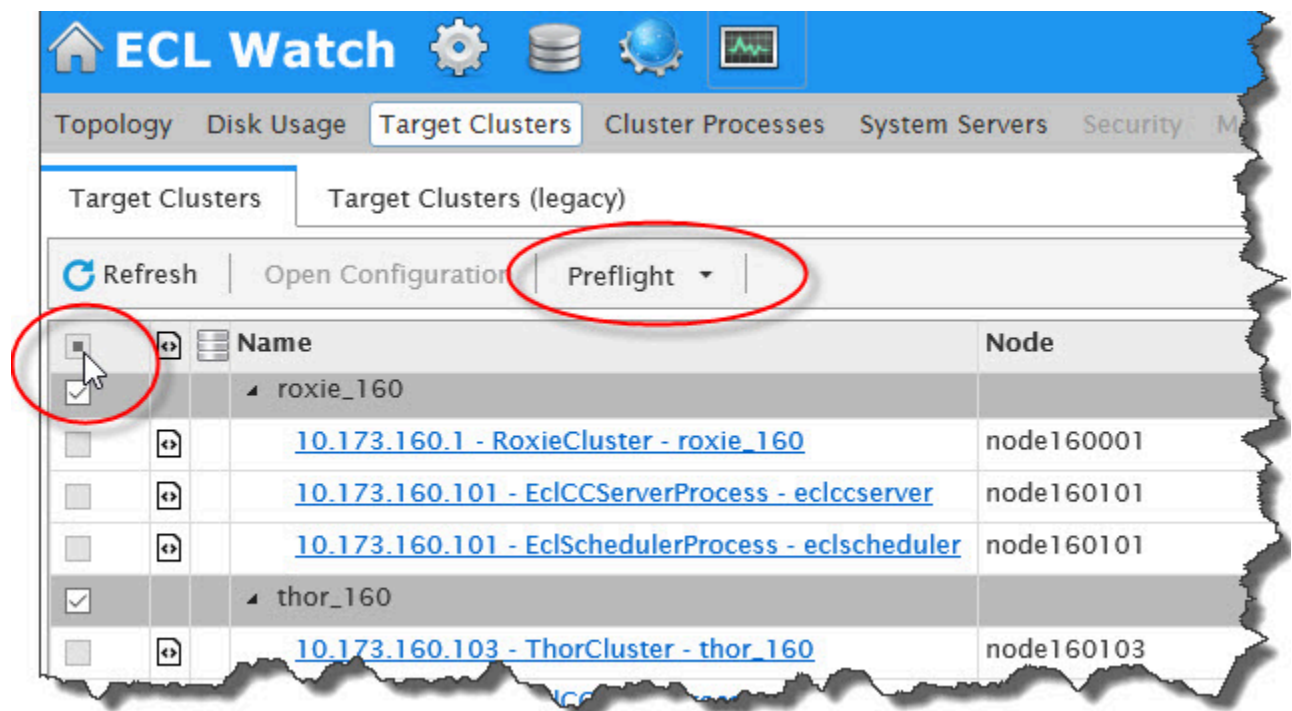 ECL Watch
Topology Disk Usage Target Clusters Cluster Processes System Servers Security
Target Clusters Target Clusters (legacy)
Refresh Open Configuration Preflight
Name Node
roxie_160
10.173.160.1 - RoxieCluster - roxie_160 node160001
10.173.160.101 - EclCCServerProcess - eclccserver node160101
10.173.160.101 - EclSchedulerProcess - eclscheduler node160101
thor_160
10.173.160.103 - ThorCluster - thor_160 node160103